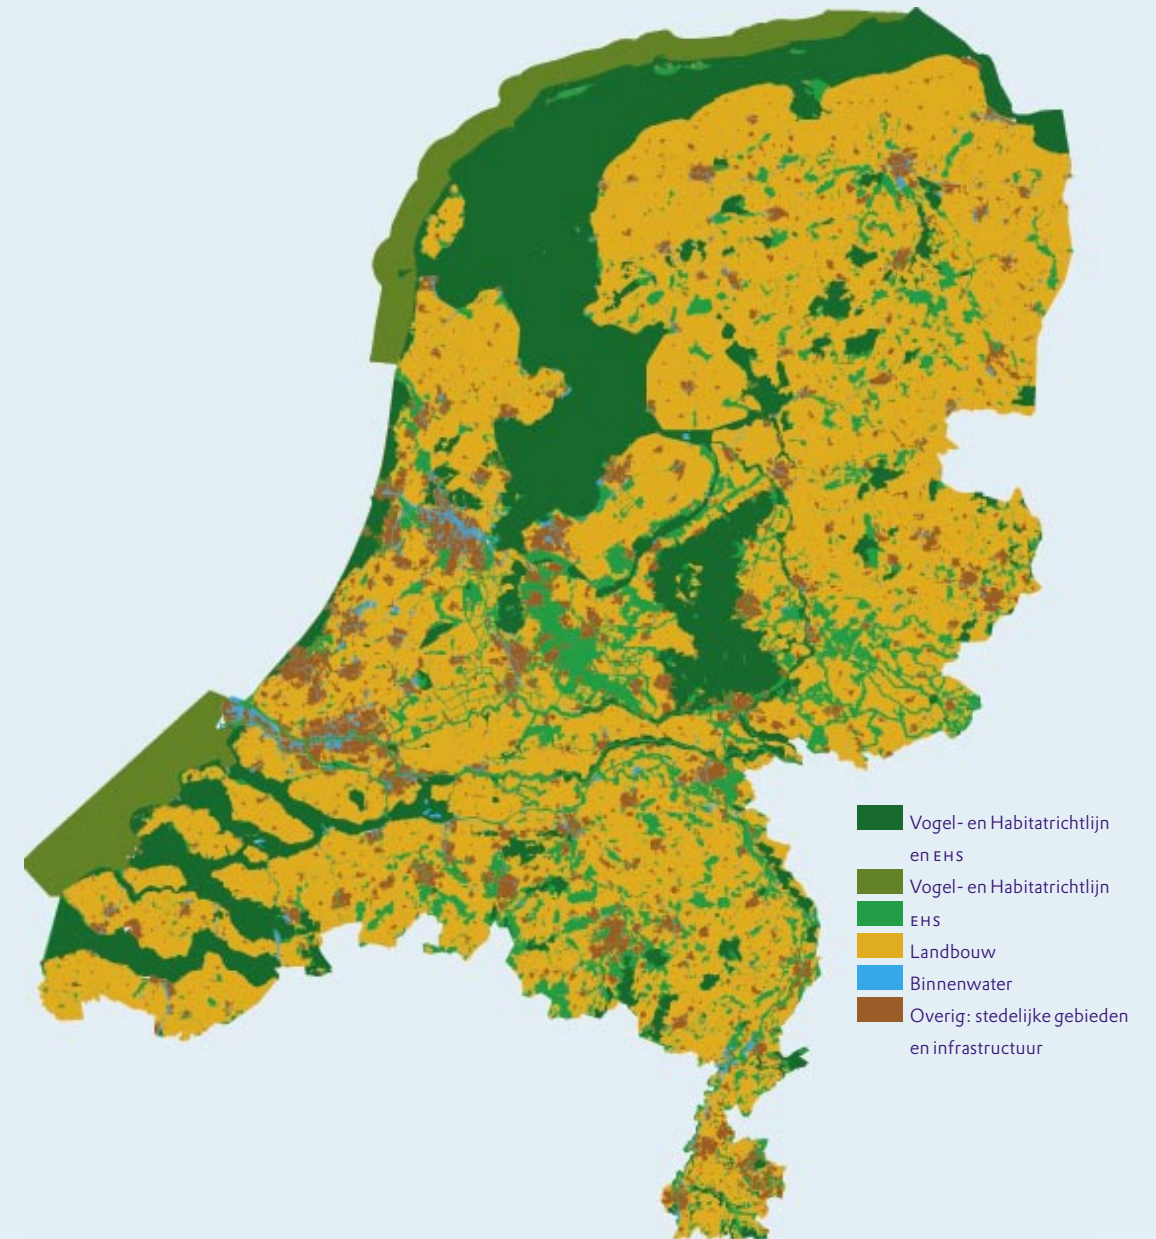 Vogel- en Habitatrichtlijn
en EHS
Vogel- en Habitatrichtlijn
EHS
Landbouw
Binnenwater
Overig: stedelijke gebieden
en infrastructuur